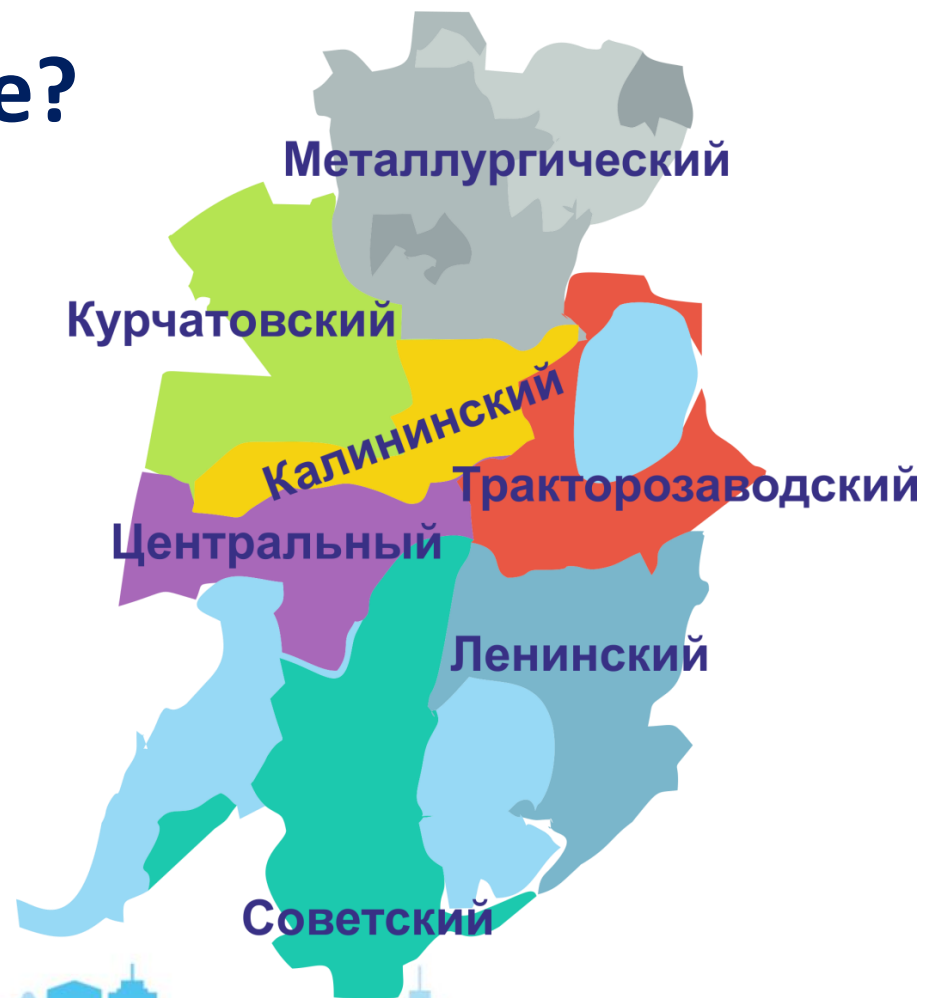 е?
Металлургический
Курчатовский
Калининский
Тракторозаводский
Центральный
Ленинский
Советский